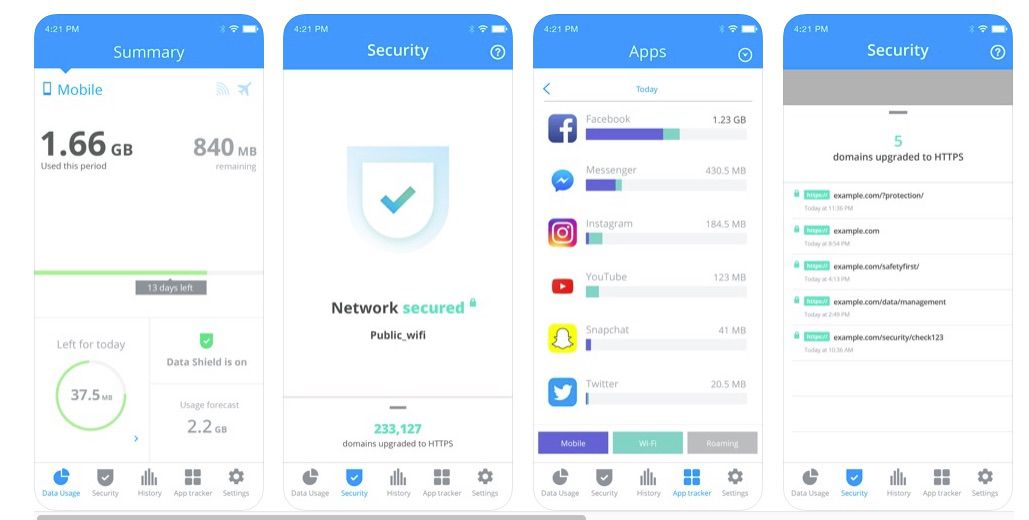 4:21 PM
Summary
Mobile
1.66 GB
Used this period
840 MB
remaining
13 days left
Left for today
37.5 MB
Data Shield is on
Usage forecast
2.2 GB
Data Usage Security History App tracker Settings
4:21 PM
Security
?
Network secured
Public_wifi
233,127
domains upgraded to HTTPS
Data Usage Security History App tracker Settings
4:21 PM
Apps
Today
Facebook 1.23 GB
Messenger 430.5 MB
Instagram 184.5 MB
YouTube 123 MB
Snapchat 41 MB
Twitter 20.5 MB
Mobile Wi-Fi Roaming
Data Usage Security History App tracker Settings
4:21 PM
Security
?
5
domains upgraded to HTTPS
https:// example.com/?protection/
Today at 11:36 PM
https:// example.com
Today at 8:54 PM
https:// example.com/safetyfirst/
Today at 4:13 PM
https:// example.com/data/management
Today at 2:49 PM
https:// example.com/security/check123
Today at 10:36 AM
Data Usage Security History App tracker Settings